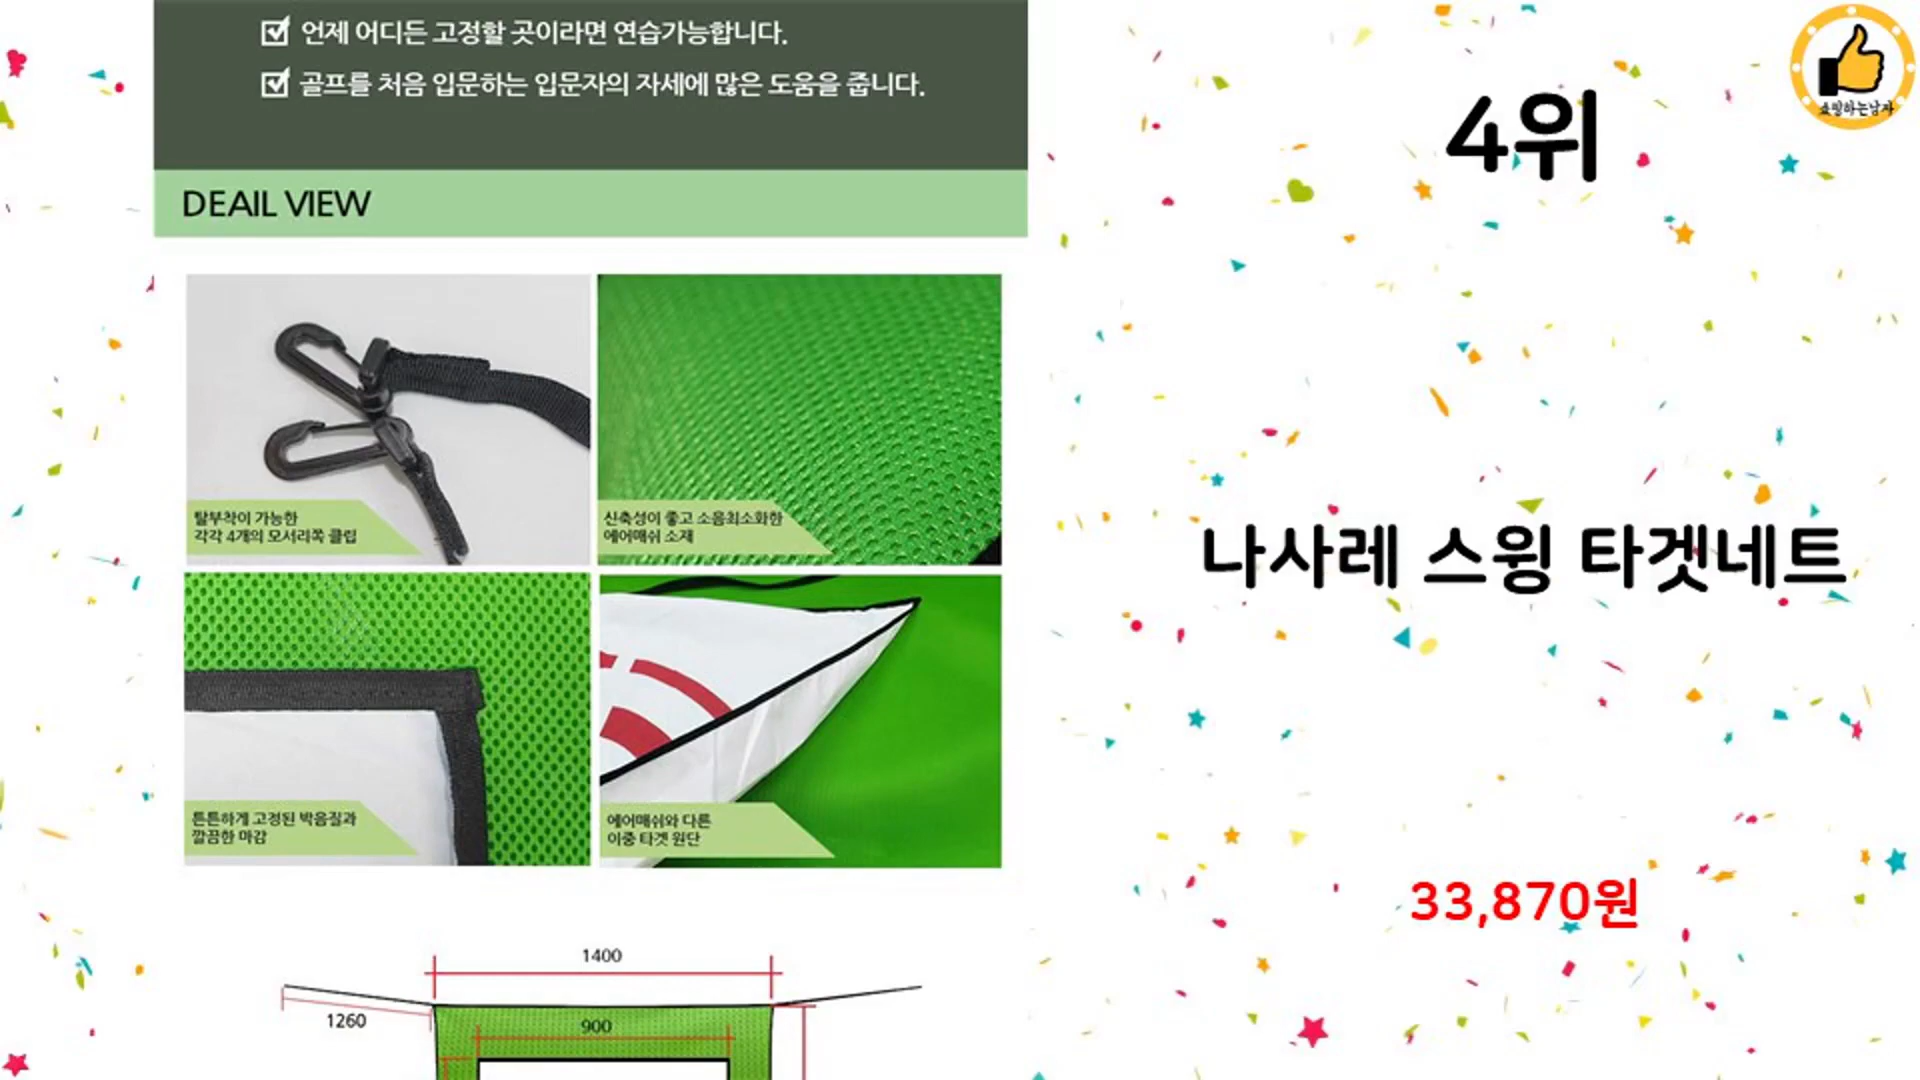 언제 어디든 고정할 곳이라면 연습가능합니다.
골프를 처음 입문하는 입문자의 자세에 많은 도움을 줍니다.
DEAIL VIEW
탈부착이 가능한
각각 4개의 모서리쪽 클립
신축성이 좋고 소음최소화한
에어매쉬 소재
튼튼하게 고정된 박음질과
깔끔한 마감
에어매쉬와 다른
이중 타겟 원단
1400
1260
900
4위
쇼핑하는남자
나사레 스윙 타겟네트
33,870원